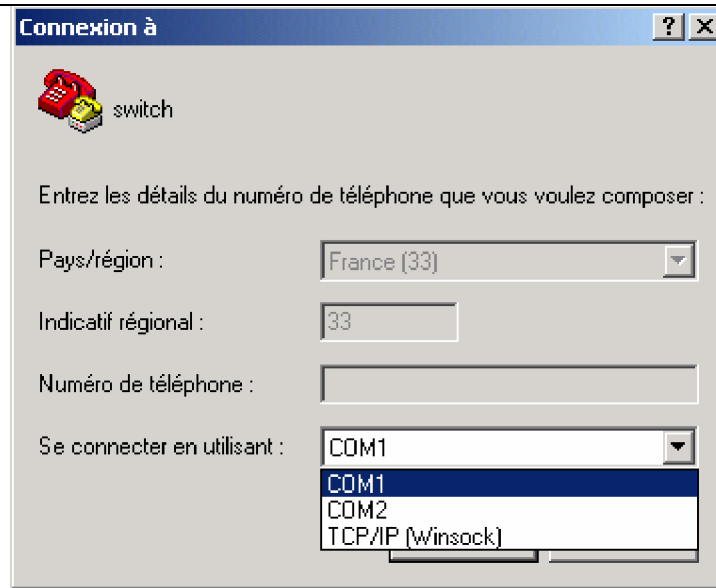 Connexion à
switch
Entrez les détails du numéro de téléphone que vous voulez composer :
Pays/région : France (33)
Indicatif régional : 33
Numéro de téléphone :
Se connecter en utilisant : COM1
COM1
COM2
TCP/IP (Winsock)